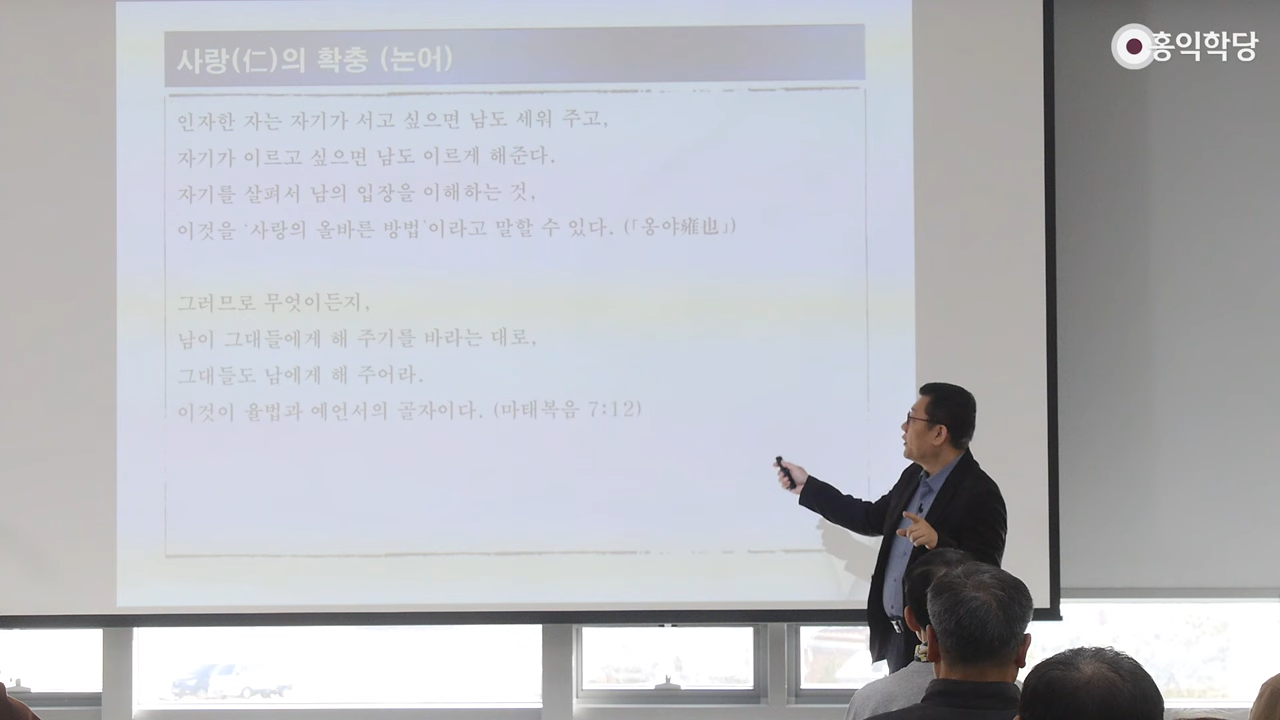 홍익학당
사랑(仁)의 확충 (논어)
인자한 자는 자기가 서고 싶으면 남도 세워 주고,
자기가 이르고 싶으면 남도 이르게 해준다.
자기를 살펴서 남의 입장을 이해하는 것,
이것을 '사랑의 올바른 방법'이라고 말할 수 있다. (「옹야雍也」)
그러므로 무엇이든지,
남이 그대들에게 해 주기를 바라는 대로,
그대들도 남에게 해 주어라.
이것이 율법과 예언서의 골자이다. (마태복음 7:12)